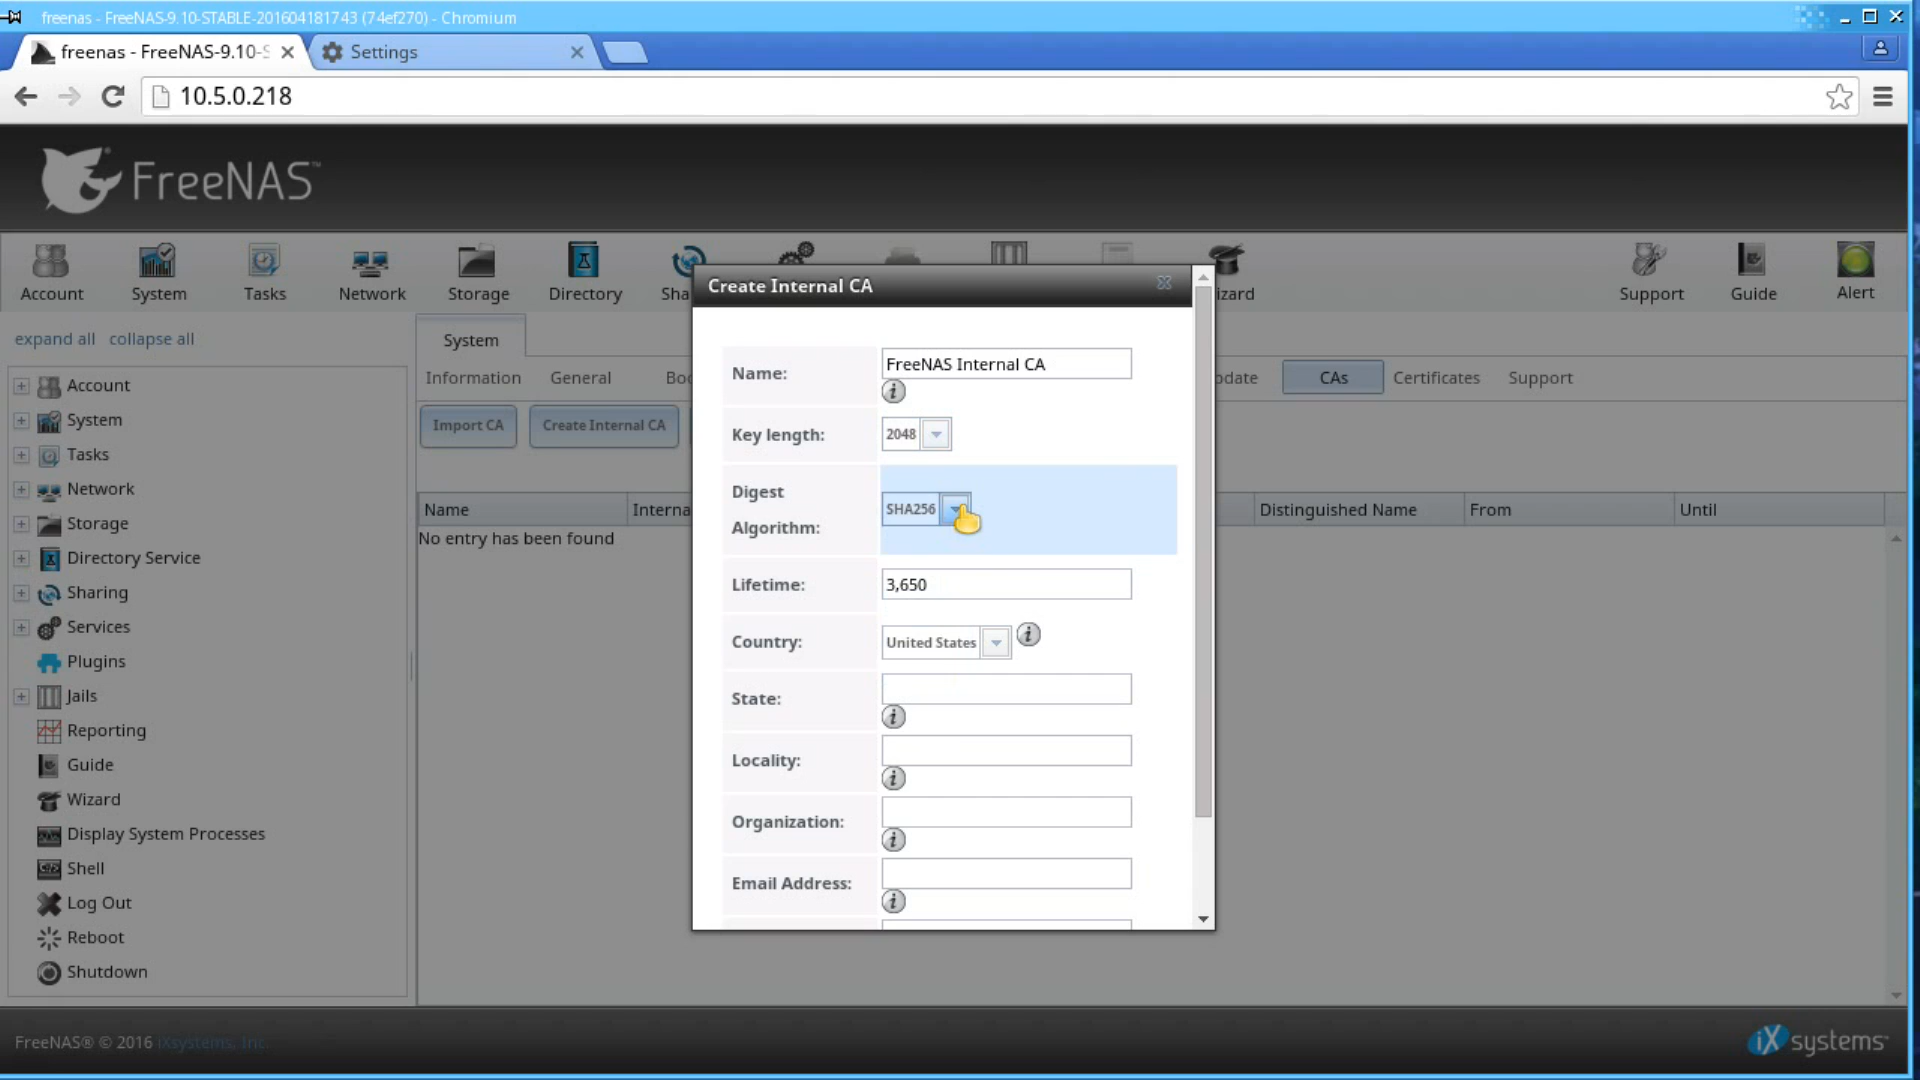 freenas - FreeNAS-9.10-STABLE-201604181743 (74ef270) - Chromium
freenas - FreeNAS-9.10-S
Settings
10.5.0.218
FreeNAS™
Account
System
Tasks
Network
Storage
Directory
Sha
izard
Support
Guide
Alert
expand all collapse all
Account
System
Tasks
Network
Storage
Directory Service
Sharing
Services
Plugins
Jails
Reporting
Guide
Wizard
Display System Processes
Shell
Log Out
Reboot
Shutdown
System
Information General Boo
pdate CAs Certificates Support
Import CA Create Internal CA
Name Interna
Distinguished Name From Until
No entry has been found
Create Internal CA
Name: FreeNAS Internal CA
Key length: 2048
Digest
Algorithm: SHA256
Lifetime: 3,650
Country: United States
State:
Locality:
Organization:
Email Address:
FreeNAS® © 2016 iXsystems, Inc.
iXsystems